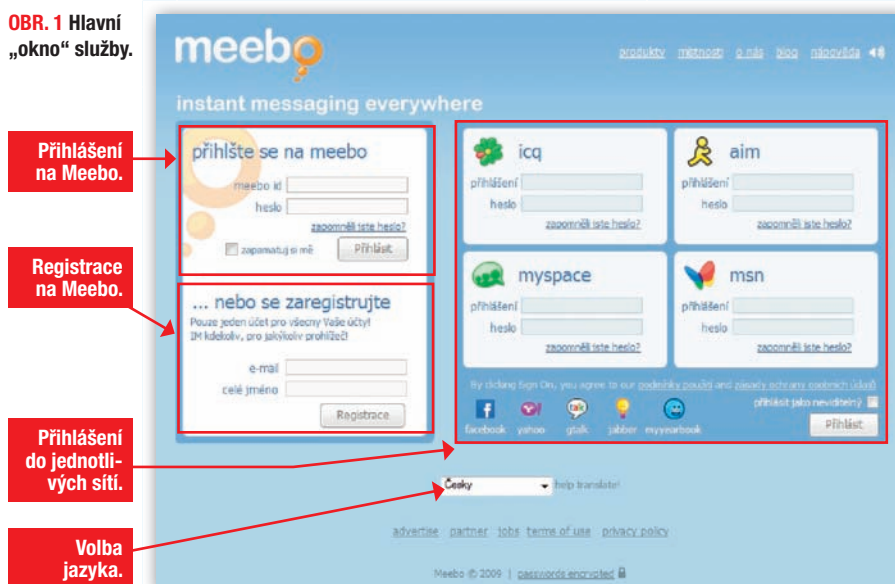 OBR. 1 Hlavní
„okno“ služby.
meebo
produkty místnosti o nás blog nápověda
instant messaging everywhere
Přihlášení
na Meebo.
přihlšte se na meebo
meebo id
heslo
zapomněli jste heslo?
zapamatuj si mě
Přihlásit
icq
přihlášení
heslo
zapomněli jste heslo?
aim
přihlášení
heslo
zapomněli jste heslo?
Registrace
na Meebo.
... nebo se zaregistrujte
Pouze jeden účet pro všecny Vaše účty!
IM kdekoliv, pro jakýkoliv prohlížeč!
e-mail
celé jméno
Registrace
myspace
přihlášení
heslo
zapomněli jste heslo?
msn
přihlášení
heslo
zapomněli jste heslo?
By clicking Sign On, you agree to our podmínky použití and zásady ochrany osobních údajů
přihlásit jako neviditelný
facebook yahoo gtalk jabber myyearbook
Přihlásit
Přihlášení
do jednotli-
vých sítí.
Česky
help translate!
Volba
jazyka.
advertise partner jobs terms of use privacy policy
Meebo © 2009 | passwords encrypted